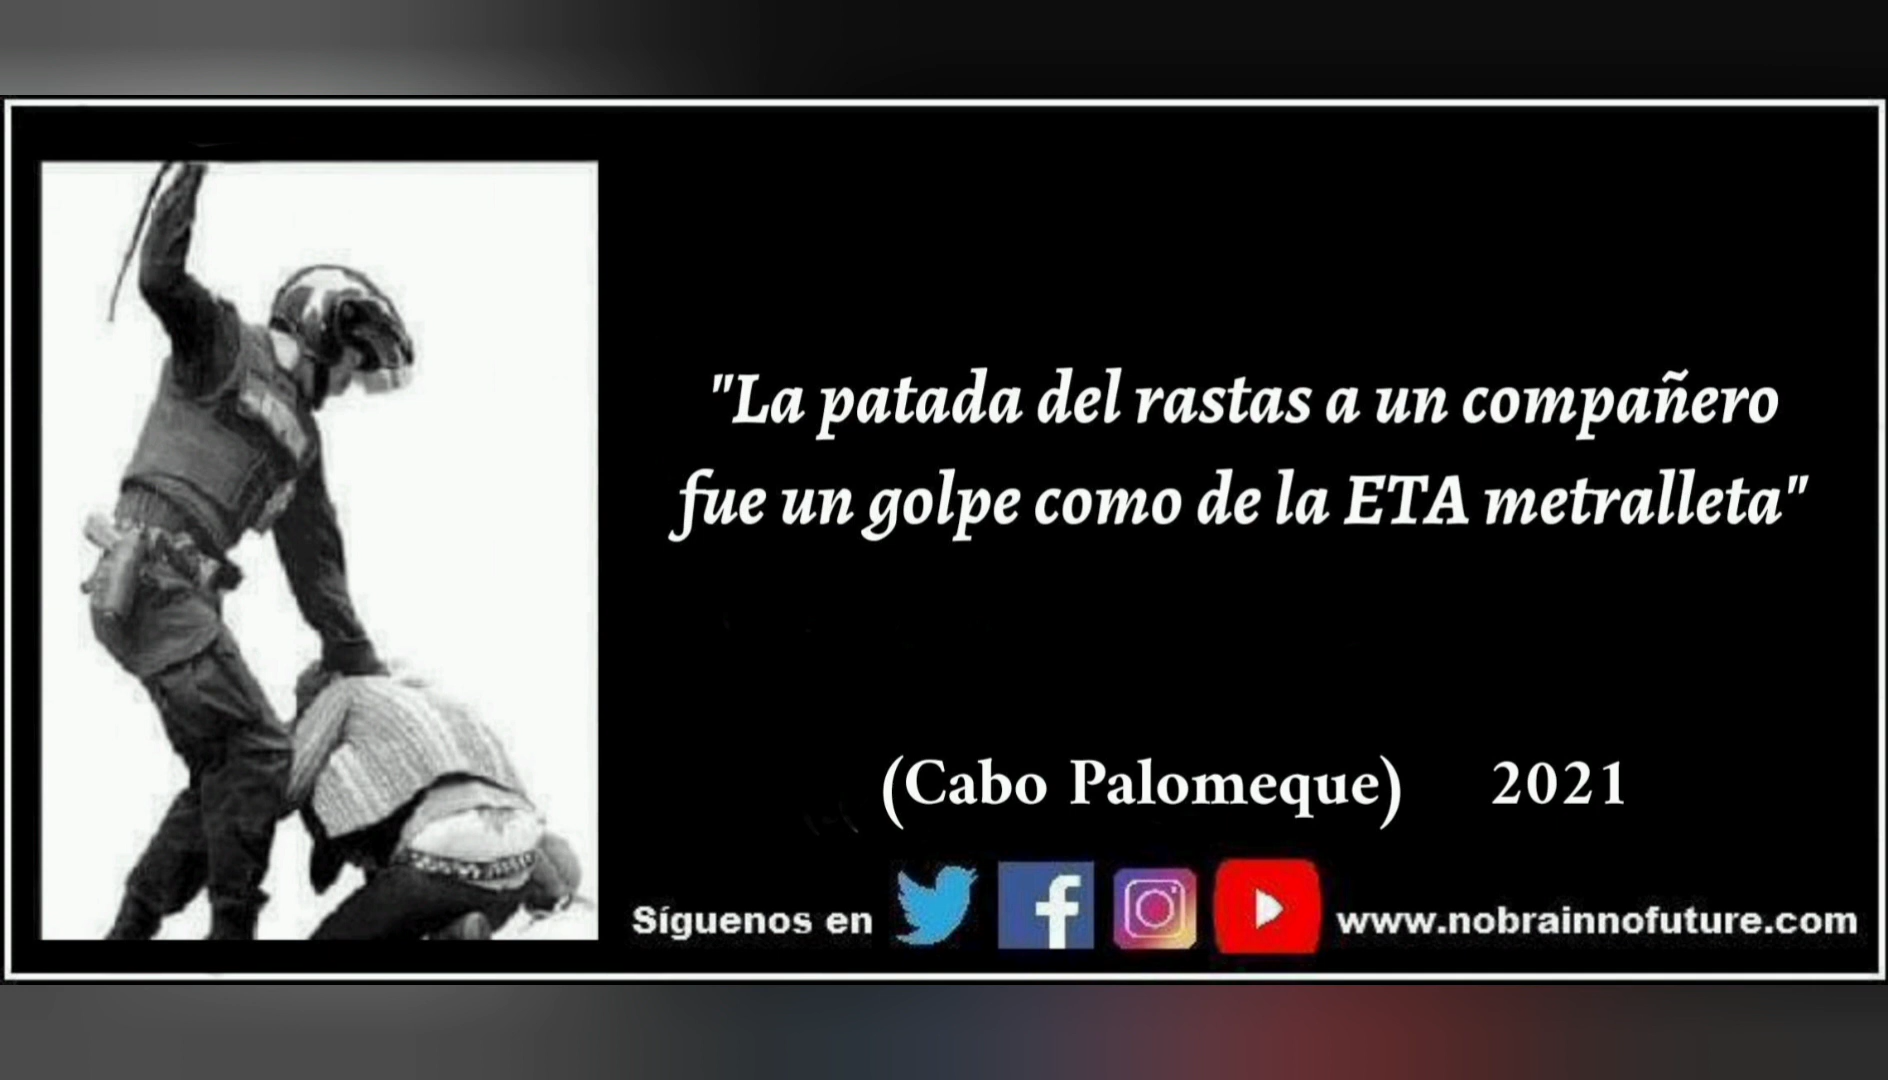 "La patada del rastas a un compañero
fue un golpe como de la ETA metralleta"
(Cabo Palomeque) 2021
Síguenos en www.nobrainnofuture.com